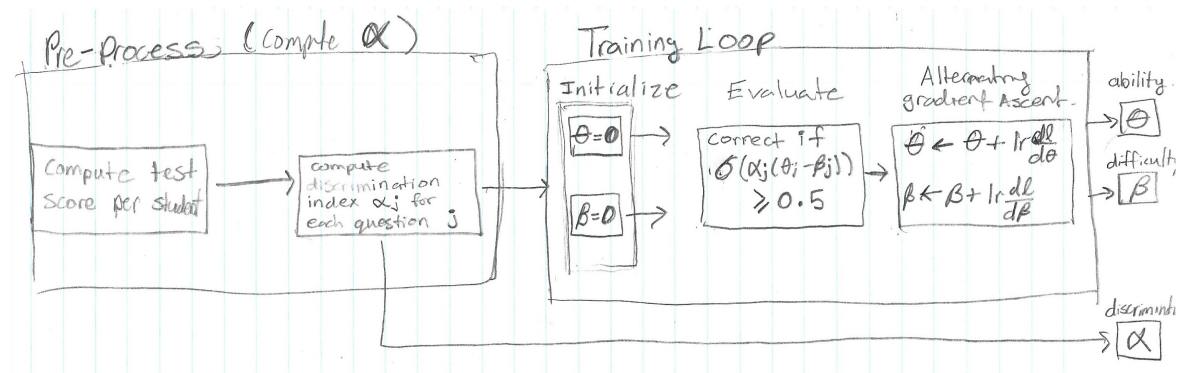 Pre-Process (Compute α)
Compute test
Score per student
compute
discrimination
index αj for
each question j
Training Loop
Initialize
θ=0
β=0
Evaluate
Correct if
σ(αj(θi-βj))
≥ 0.5
Alternating
gradient Ascent.
θ ← θ + lr dl/dθ
β ← β + lr dl/dβ
ability
θ
difficulty
β
discriminti
α